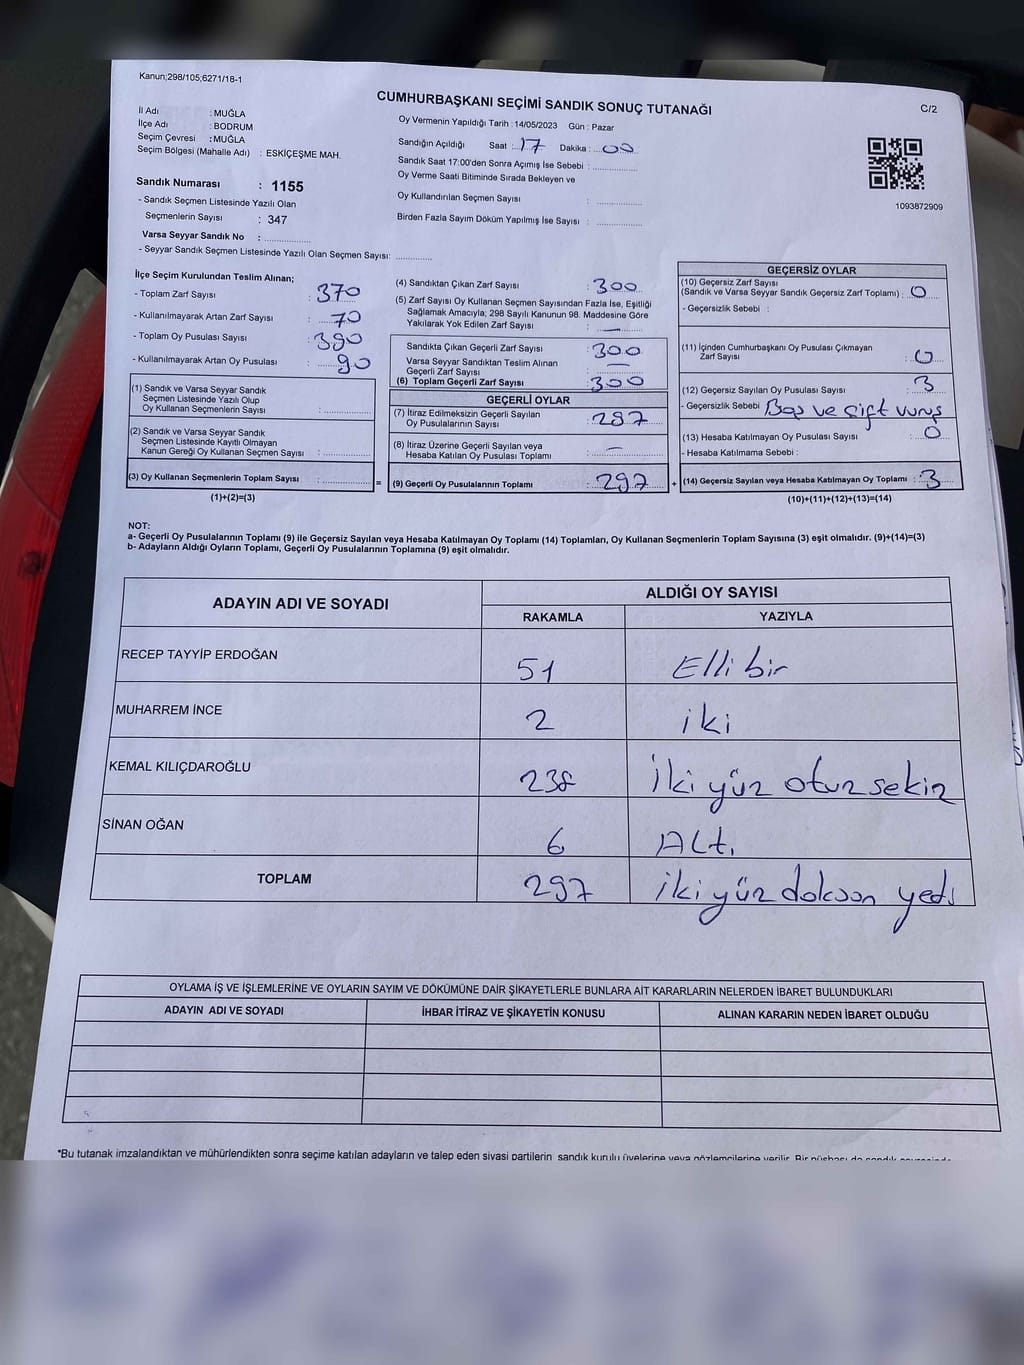 Kanun;298/105;6271/18-1
CUMHURBAŞKANI SEÇİMİ SANDIK SONUÇ TUTANAĞI
C/2
İl Adı : MUĞLA
İlçe Adı : BODRUM
Seçim Çevresi : MUĞLA
Seçim Bölgesi (Mahalle Adı) : ESKİÇEŞME MAH.
Sandık Numarası : 1155
- Sandık Seçmen Listesinde Yazılı Olan
Seçmenlerin Sayısı : 347
Varsa Seyyar Sandık No : ..............
- Seyyar Sandık Seçmen Listesinde Yazılı Olan Seçmen Sayısı: ..............
Oy Vermenin Yapıldığı Tarih : 14/05/2023 Gün : Pazar
Sandığın Açıldığı Saat : 17 Dakika : 00
Sandık Saat 17:00'den Sonra Açımış İse Sebebi : ..............
Oy Verme Saati Bitiminde Sırada Bekleyen ve
Oy Kullandırılan Seçmen Sayısı : ..............
Birden Fazla Sayım Döküm Yapılmış İse Sayısı : ..............
1093872909
İlçe Seçim Kurulundan Teslim Alınan;
- Toplam Zarf Sayısı : 370
- Kullanılmayarak Artan Zarf Sayısı : 70
- Toplam Oy Pusulası Sayısı : 390
- Kullanılmayarak Artan Oy Pusulası : 90
(1) Sandık ve Varsa Seyyar Sandık
Seçmen Listesinde Yazılı Olup
Oy Kullanan Seçmenlerin Sayısı : ..............
(2) Sandık ve Varsa Seyyar Sandık
Seçmen Listesinde Kayıtlı Olmayan
Kanun Gereği Oy Kullanan Seçmen Sayısı : ..............
(3) Oy Kullanan Seçmenlerin Toplam Sayısı : .............. =
(1)+(2)=(3)
(4) Sandıktan Çıkan Zarf Sayısı : 300
(5) Zarf Sayısı Oy Kullanan Seçmen Sayısından Fazla İse, Eşitliği
Sağlamak Amacıyla; 298 Sayılı Kanunun 98. Maddesine Göre
Yakılarak Yok Edilen Zarf Sayısı : —
Sandıkta Çıkan Geçerli Zarf Sayısı : 300
Varsa Seyyar Sandıktan Teslim Alınan
Geçerli Zarf Sayısı : —
(6) Toplam Geçerli Zarf Sayısı : 300
GEÇERLİ OYLAR
(7) İtiraz Edilmeksizin Geçerli Sayılan
Oy Pusulalarının Sayısı : 297
(8) İtiraz Üzerine Geçerli Sayılan veya
Hesaba Katılan Oy Pusulası Toplamı : —
(9) Geçerli Oy Pusulalarının Toplamı : 297 +
GEÇERSİZ OYLAR
(10) Geçersiz Zarf Sayısı
(Sandık ve Varsa Seyyar Sandık Geçersiz Zarf Toplamı) : 0
- Geçersizlik Sebebi :
(11) İçinden Cumhurbaşkanı Oy Pusulası Çıkmayan
Zarf Sayısı : 0
(12) Geçersiz Sayılan Oy Pusulası Sayısı : 3
- Geçersizlik Sebebi Boş ve çift vuruş
(13) Hesaba Katılmayan Oy Pusulası Sayısı : 0
- Hesaba Katılmama Sebebi :
(14) Geçersiz Sayılan veya Hesaba Katılmayan Oy Toplamı : 3
(10)+(11)+(12)+(13)=(14)
NOT:
a- Geçerli Oy Pusulalarının Toplamı (9) ile Geçersiz Sayılan veya Hesaba Katılmayan Oy Toplamı (14) Toplamları, Oy Kullanan Seçmenlerin Toplam Sayısına (3) eşit olmalıdır. (9)+(14)=(3)
b- Adayların Aldığı Oyların Toplamı, Geçerli Oy Pusulalarının Toplamına (9) eşit olmalıdır.
ADAYIN ADI VE SOYADI
ALDIĞI OY SAYISI
RAKAMLA YAZIYLA
RECEP TAYYİP ERDOĞAN 51 Elli bir
MUHARREM İNCE 2 iki
KEMAL KILIÇDAROĞLU 238 İki yüz otuz sekiz
SİNAN OĞAN 6 Altı
TOPLAM 297 iki yüz doksan yedi
OYLAMA İŞ VE İŞLEMLERİNE VE OYLARIN SAYIM VE DÖKÜMÜNE DAİR ŞİKAYETLERLE BUNLARA AİT KARARLARIN NELERDEN İBARET BULUNDUKLARI
ADAYIN ADI VE SOYADI İHBAR İTİRAZ VE ŞİKAYETİN KONUSU ALINAN KARARIN NEDEN İBARET OLDUĞU
*Bu tutanak imzalandıktan ve mühürlendikten sonra seçime katılan adayların ve talep eden siyasi partilerin sandık kurulu üyelerine veya gözlemcilerine verilir. Bir nüshası da sandık